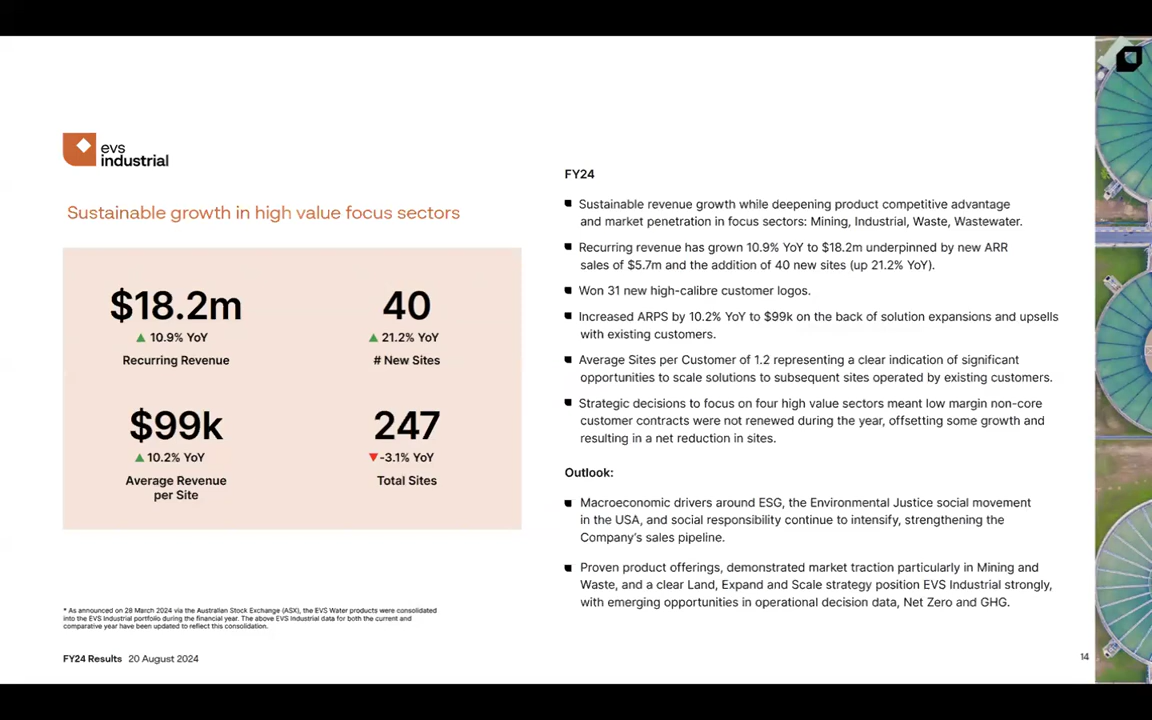 evs
industrial
Sustainable growth in high value focus sectors
$18.2m
10.9% YoY
Recurring Revenue
40
21.2% YoY
# New Sites
$99k
10.2% YoY
Average Revenue
per Site
247
-3.1% YoY
Total Sites
* As announced on 28 March 2024 via the Australian Stock Exchange (ASX), the EVS Water products were consolidated
into the EVS Industrial portfolio during the financial year. The above EVS Industrial data for both the current and
comparative year have been updated to reflect this consolidation.
FY24 Results 20 August 2024
FY24
Sustainable revenue growth while deepening product competitive advantage
and market penetration in focus sectors: Mining, Industrial, Waste, Wastewater.
Recurring revenue has grown 10.9% YoY to $18.2m underpinned by new ARR
sales of $5.7m and the addition of 40 new sites (up 21.2% YoY).
Won 31 new high-calibre customer logos.
Increased ARPS by 10.2% YoY to $99k on the back of solution expansions and upsells
with existing customers.
Average Sites per Customer of 1.2 representing a clear indication of significant
opportunities to scale solutions to subsequent sites operated by existing customers.
Strategic decisions to focus on four high value sectors meant low margin non-core
customer contracts were not renewed during the year, offsetting some growth and
resulting in a net reduction in sites.
Outlook:
Macroeconomic drivers around ESG, the Environmental Justice social movement
in the USA, and social responsibility continue to intensify, strengthening the
Company's sales pipeline.
Proven product offerings, demonstrated market traction particularly in Mining and
Waste, and a clear Land, Expand and Scale strategy position EVS Industrial strongly,
with emerging opportunities in operational decision data, Net Zero and GHG.
14